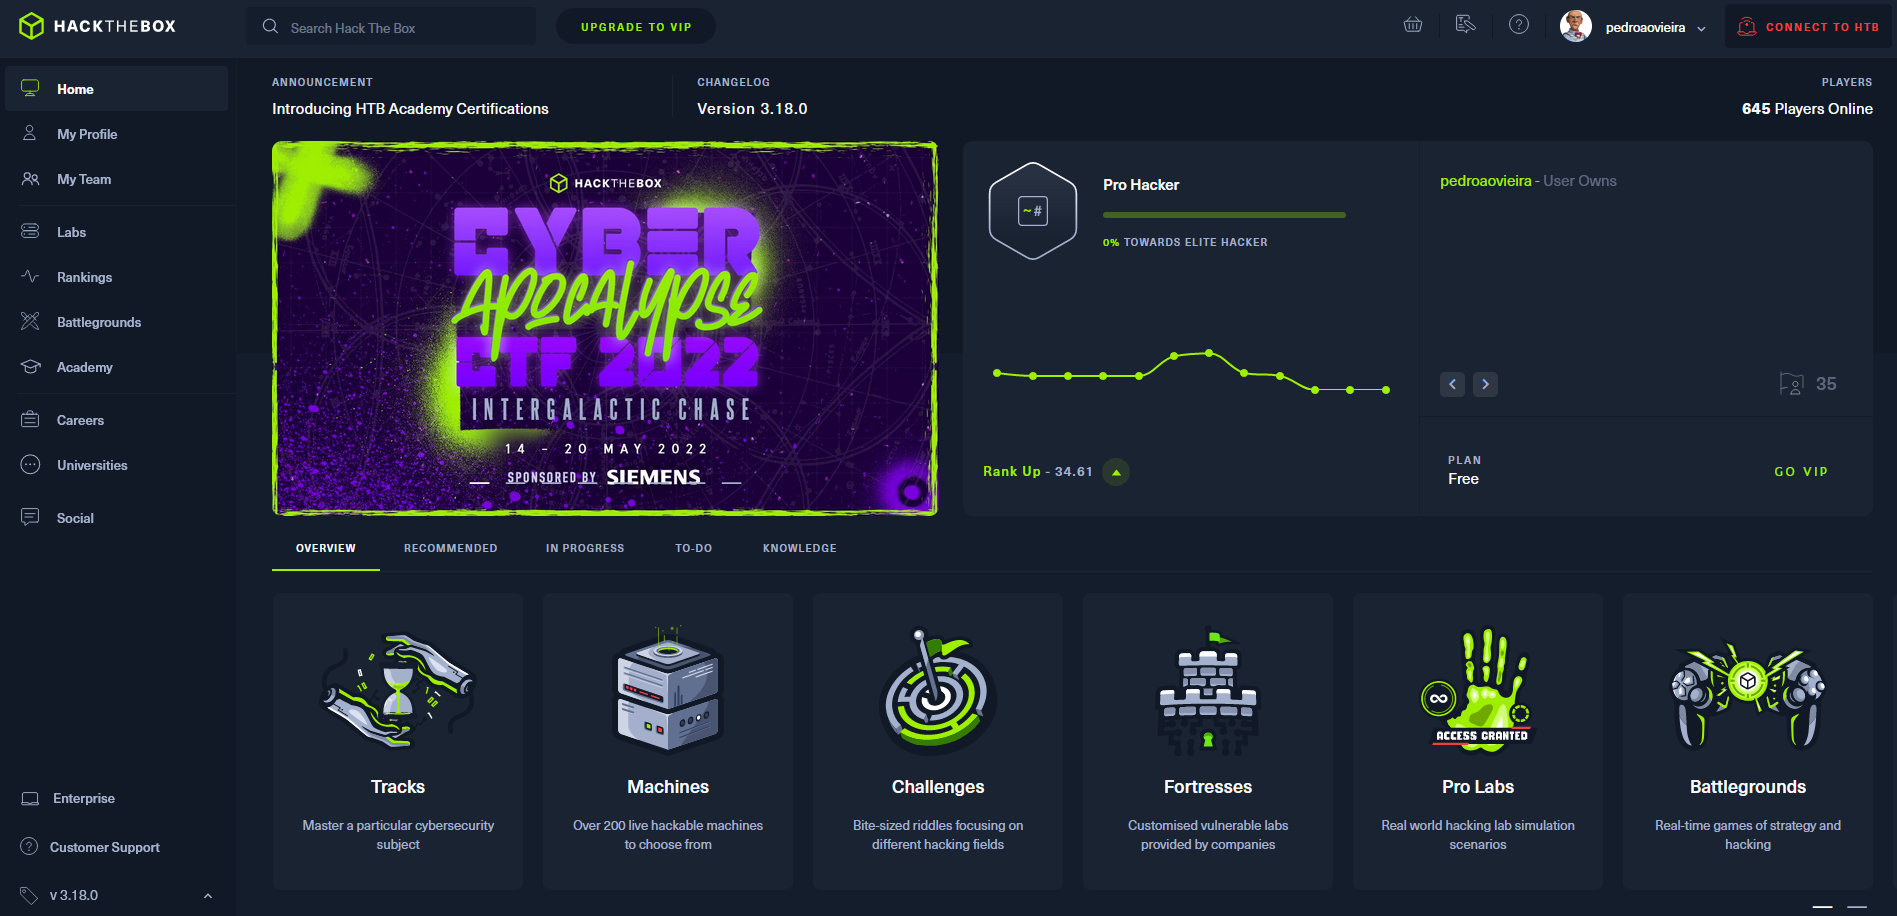 HACKTHEBOX
Search Hack The Box
UPGRADE TO VIP
pedroaovieira
CONNECT TO HTB
Home
My Profile
My Team
Labs
Rankings
Battlegrounds
Academy
Careers
Universities
Social
Enterprise
Customer Support
v 3.18.0
ANNOUNCEMENT
Introducing HTB Academy Certifications
CHANGELOG
Version 3.18.0
PLAYERS
645 Players Online
HACKTHEBOX
CYBER
APOCALYPSE
CTF 2022
INTERGALACTIC CHASE
14 - 20 MAY 2022
SPONSORED BY SIEMENS
~#
Pro Hacker
0% TOWARDS ELITE HACKER
Rank Up - 34.61
pedroaovieira - User Owns
35
PLAN
Free
GO VIP
OVERVIEW
RECOMMENDED
IN PROGRESS
TO-DO
KNOWLEDGE
Tracks
Master a particular cybersecurity
subject
Machines
Over 200 live hackable machines
to choose from
Challenges
Bite-sized riddles focusing on
different hacking fields
Fortresses
Customised vulnerable labs
provided by companies
ACCESS GRANTED
Pro Labs
Real world hacking lab simulation
scenarios
Battlegrounds
Real-time games of strategy and
hacking